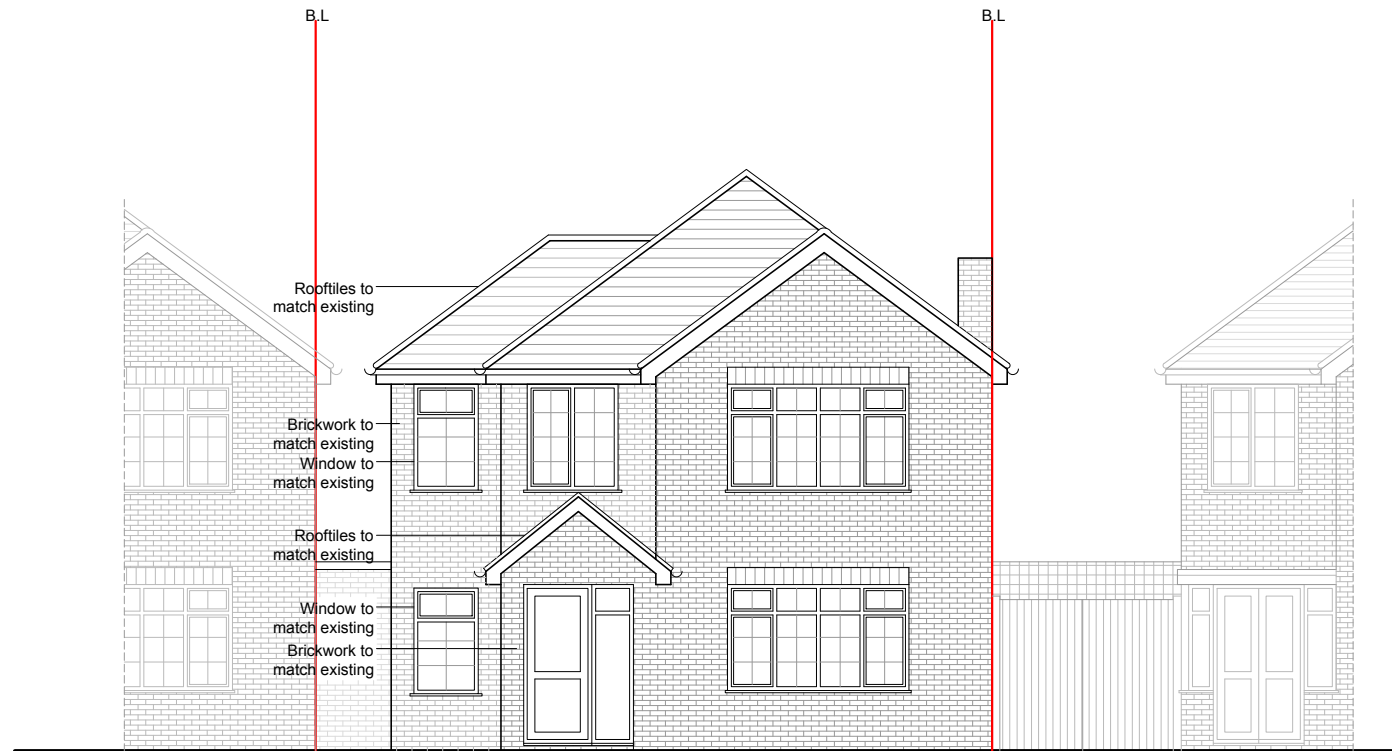 B.L
B.L
Rooftiles to
match existing
Brickwork to
match existing
Window to
match existing
Rooftiles to
match existing
Window to
match existing
Brickwork to
match existing